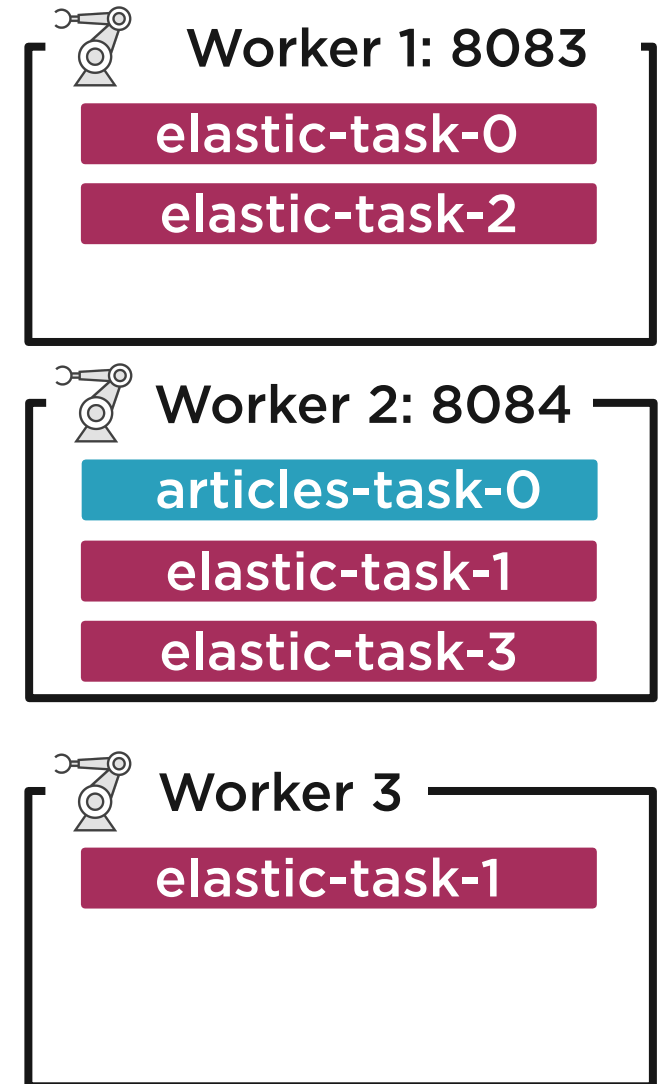 Worker 1: 8083
elastic-task-0
elastic-task-2
Worker 2: 8084
articles-task-0
elastic-task-1
elastic-task-3
Worker 3
elastic-task-1